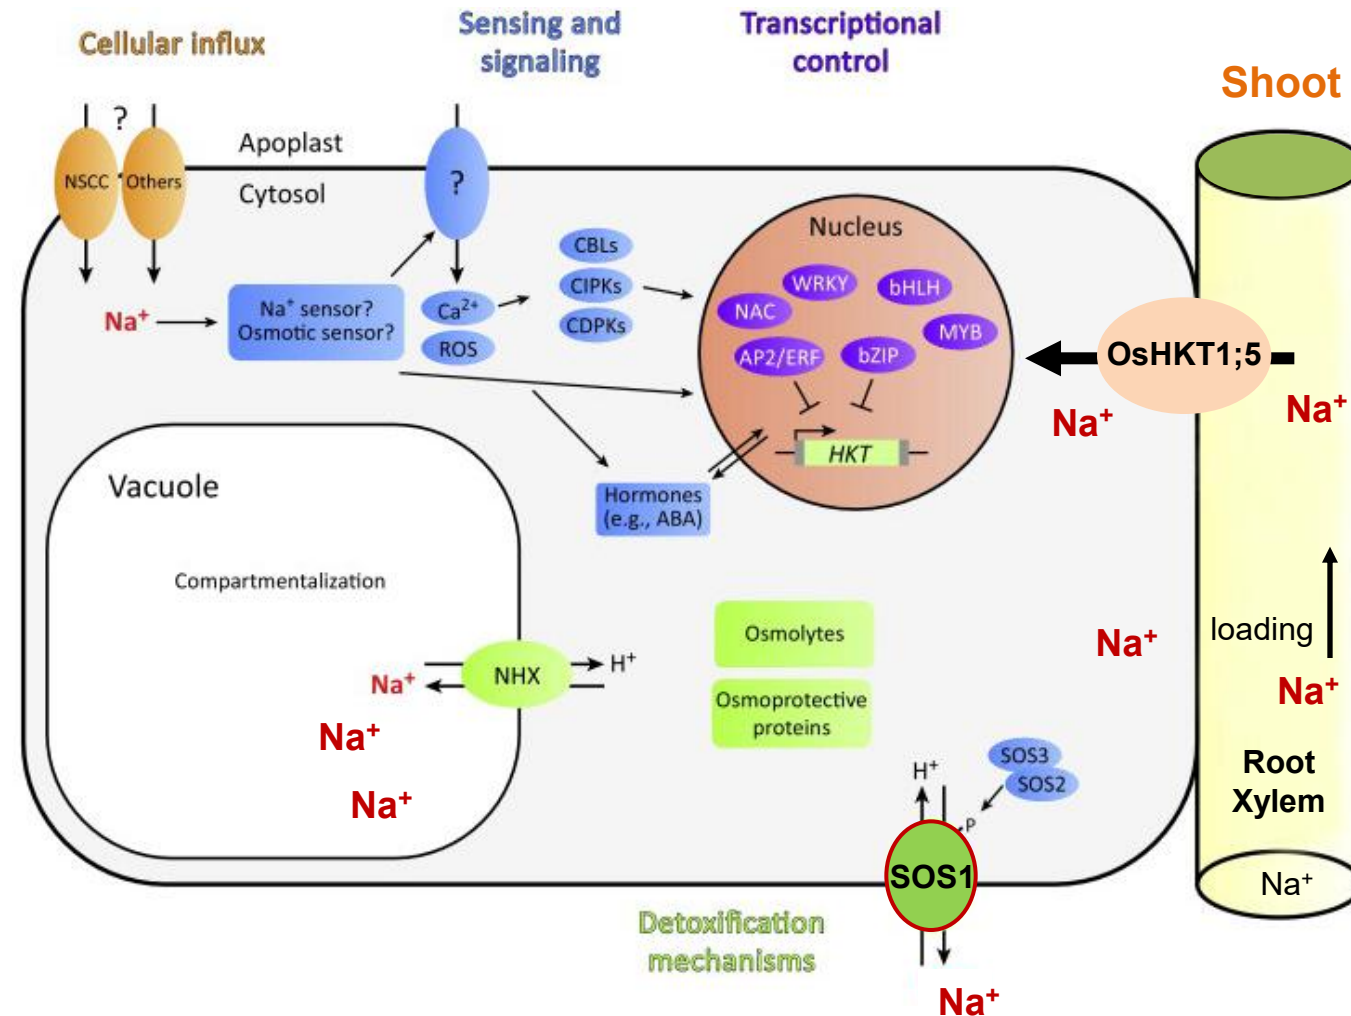 Cellular influx
Sensing and
signaling
Transcriptional
control
Shoot
?
Apoplast
Cytosol
NSCC
Others
?
Na⁺
Na⁺ sensor?
Osmotic sensor?
Ca²⁺
ROS
CBLs
CIPKs
CDPKs
Nucleus
WRKY
bHLH
NAC
MYB
AP2/ERF
bZIP
HKT
Hormones
(e.g., ABA)
OsHKT1;5
Na⁺
Na⁺
Vacuole
Compartmentalization
NHX
H⁺
Na⁺
Na⁺
Na⁺
Osmolytes
Osmoprotective
proteins
Na⁺
loading
Na⁺
Root
Xylem
Na⁺
SOS3
SOS2
H⁺
P
SOS1
Na⁺
Detoxification
mechanisms